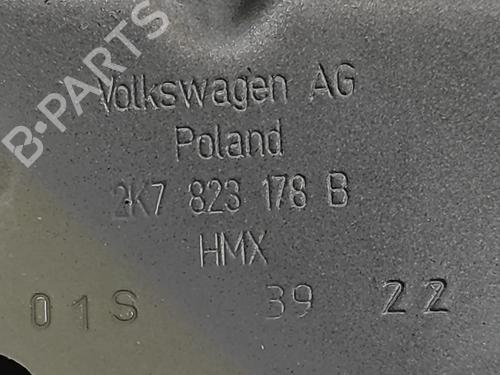 B-PARTS
Volkswagen AG
Poland
2K7 823 178 B
HMX
01S 39 22